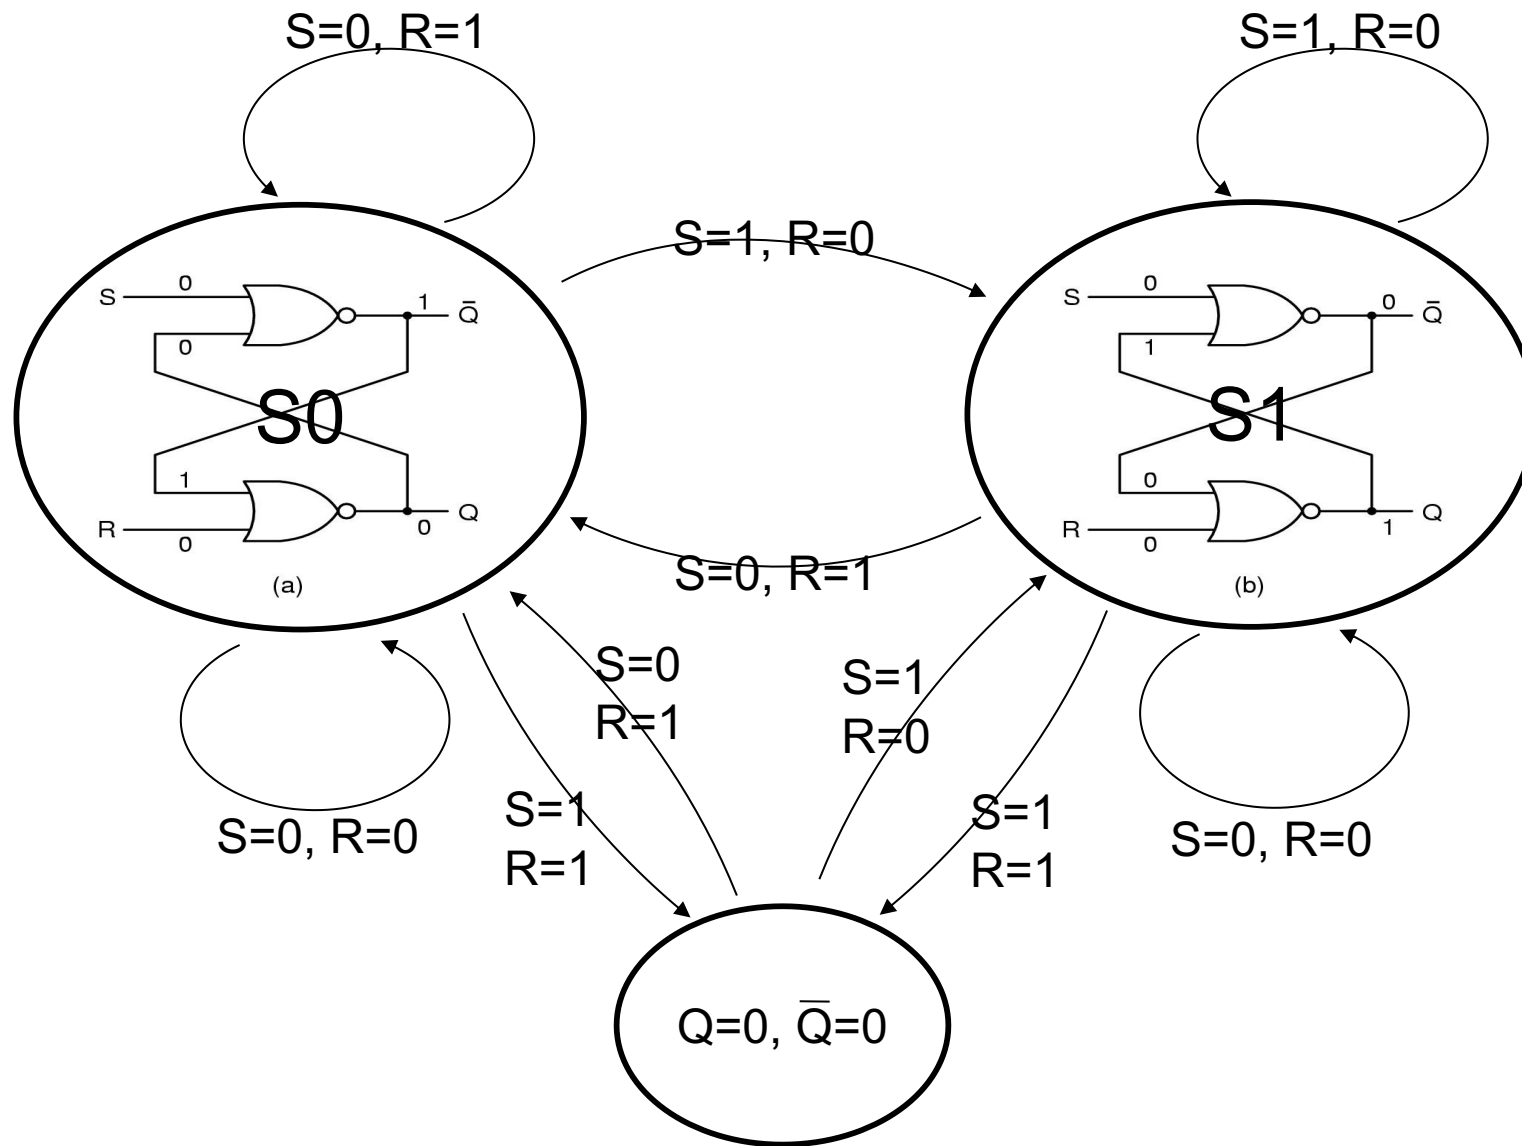 S=0, R=1
S=1, R=0
S=1, R=0
S 0 1 Q̄
0
S0
1
R 0 0 Q
(a)
S 0 0 Q̄
1
S1
0
R 0 1 Q
(b)
S=0, R=1
S=0
R=1
S=1
R=0
S=1
R=1
S=1
R=1
S=0, R=0
S=0, R=0
Q=0, Q̄=0